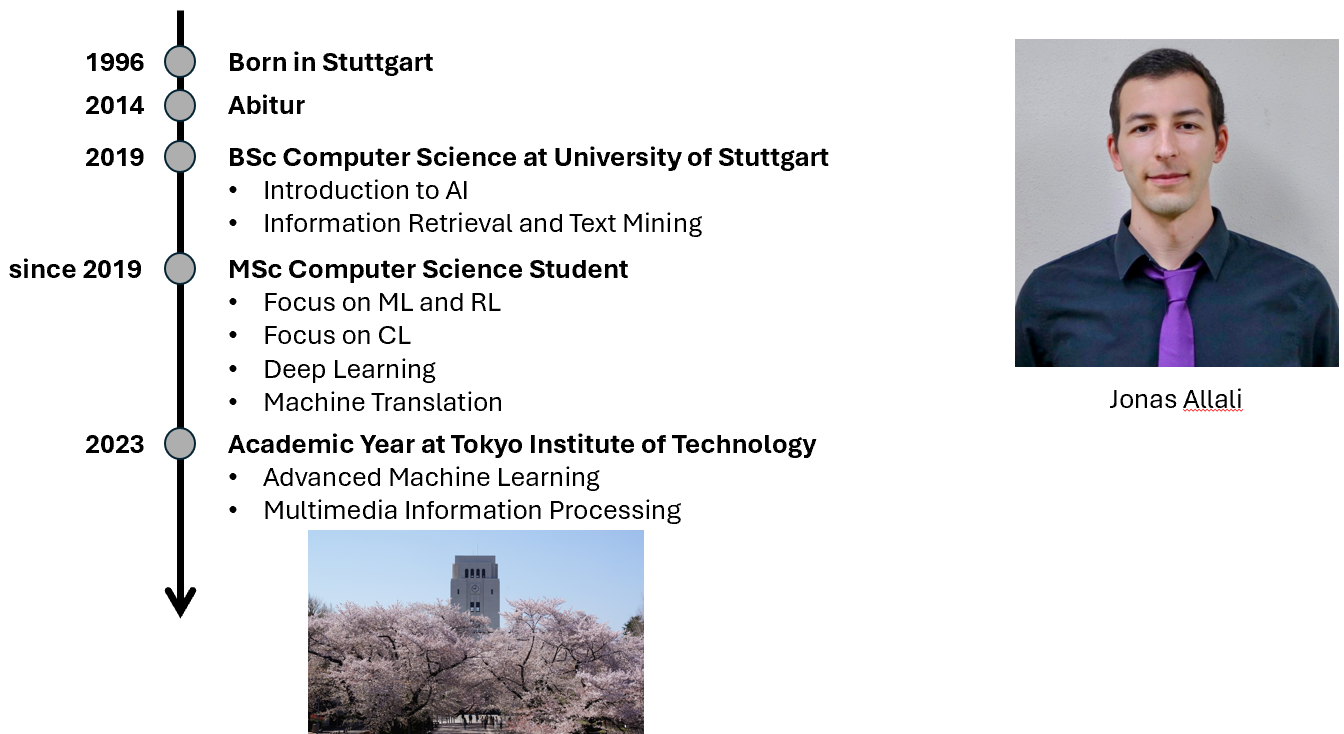 1996 Born in Stuttgart
2014 Abitur
2019 BSc Computer Science at University of Stuttgart
• Introduction to AI
• Information Retrieval and Text Mining
since 2019 MSc Computer Science Student
• Focus on ML and RL
• Focus on CL
• Deep Learning
• Machine Translation
2023 Academic Year at Tokyo Institute of Technology
• Advanced Machine Learning
• Multimedia Information Processing
Jonas Allali